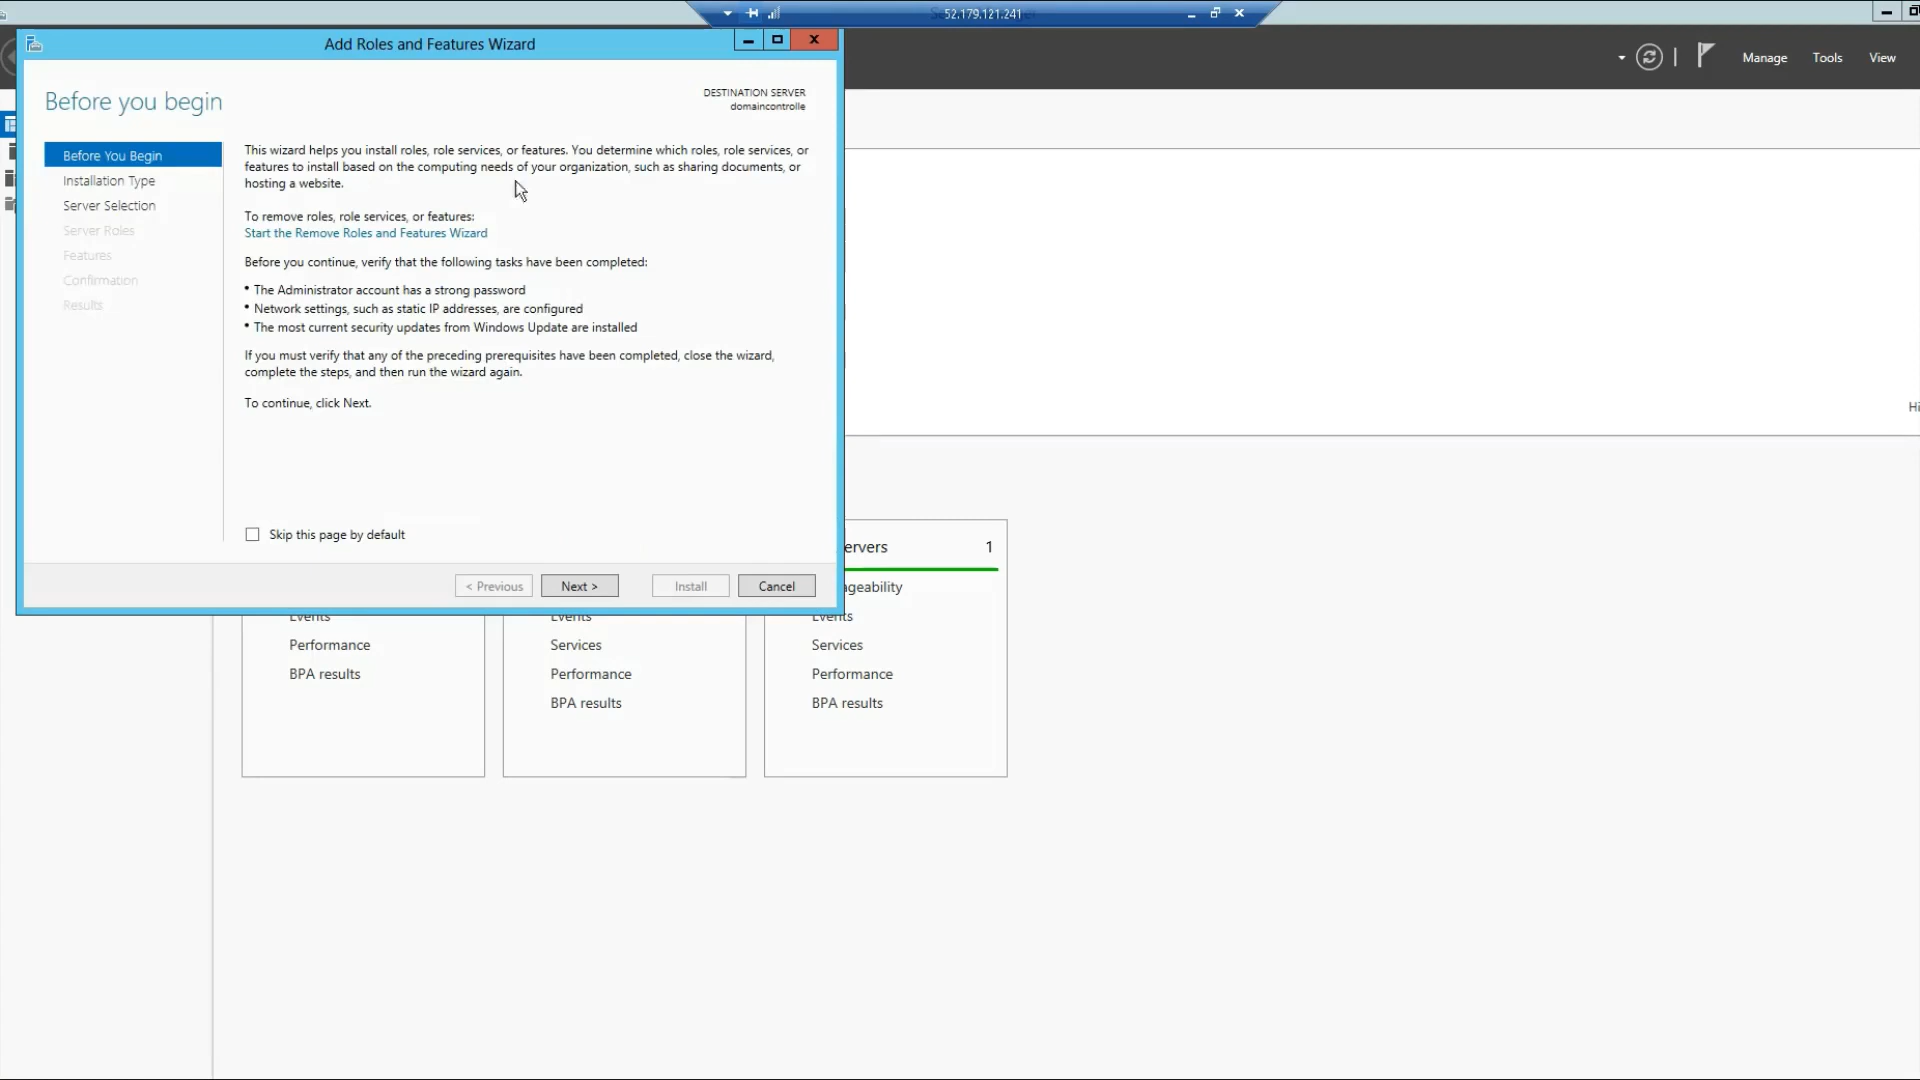 52.179.121.241
Add Roles and Features Wizard
Manage
Tools
View
Before you begin
DESTINATION SERVER
domaincontrolle
Before You Begin
Installation Type
Server Selection
Server Roles
Features
Confirmation
Results
This wizard helps you install roles, role services, or features. You determine which roles, role services, or
features to install based on the computing needs of your organization, such as sharing documents, or
hosting a website.
To remove roles, role services, or features:
Start the Remove Roles and Features Wizard
Before you continue, verify that the following tasks have been completed:
• The Administrator account has a strong password
• Network settings, such as static IP addresses, are configured
• The most current security updates from Windows Update are installed
If you must verify that any of the preceding prerequisites have been completed, close the wizard,
complete the steps, and then run the wizard again.
To continue, click Next.
Skip this page by default
< Previous
Next >
Install
Cancel
Hi
ervers 1
ageability
Events
Services
Performance
BPA results
Events
Services
Performance
BPA results
Events
Performance
BPA results